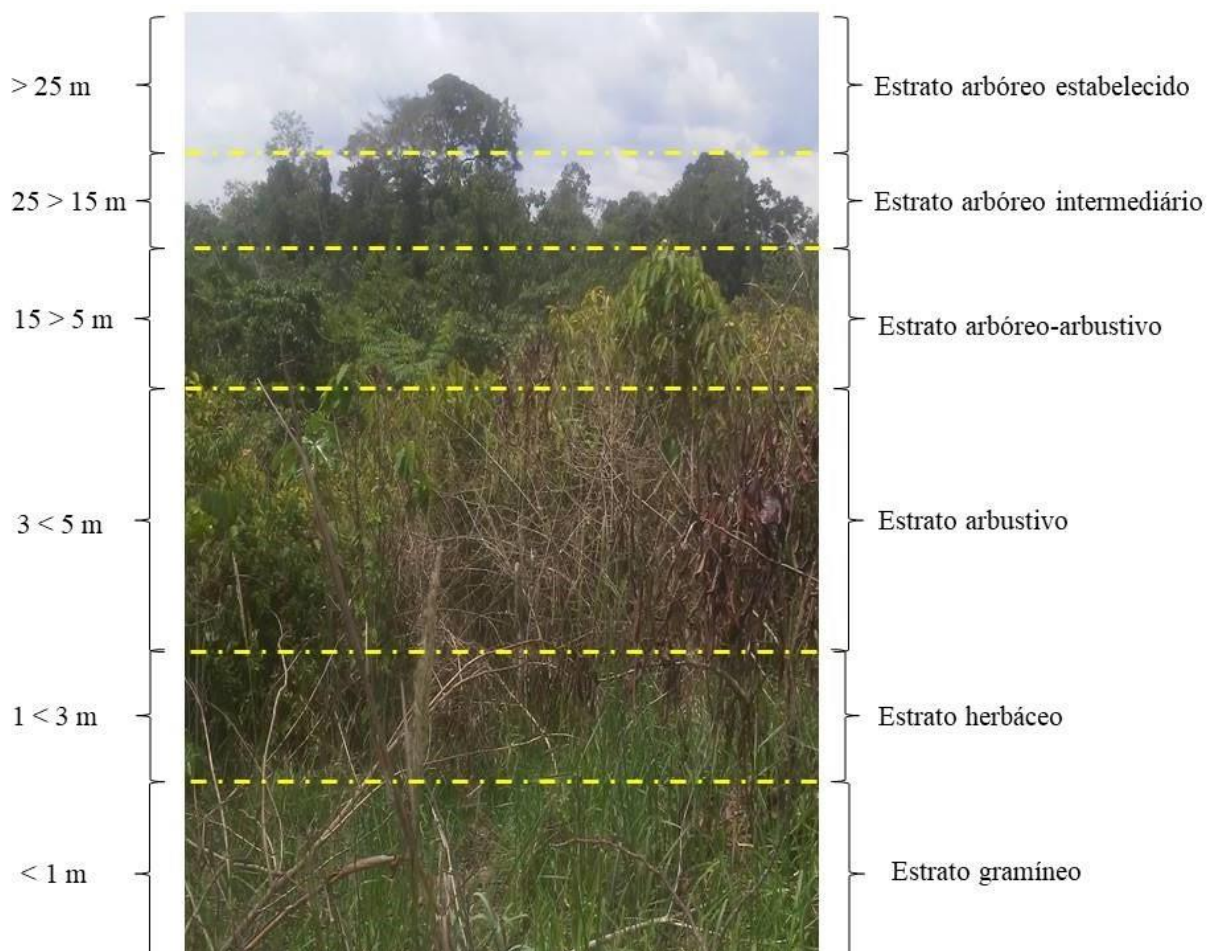 > 25 m
Estrato arbóreo estabelecido
25 > 15 m
Estrato arbóreo intermediário
15 > 5 m
Estrato arbóreo-arbustivo
3 < 5 m
Estrato arbustivo
1 < 3 m
Estrato herbáceo
< 1 m
Estrato gramíneo